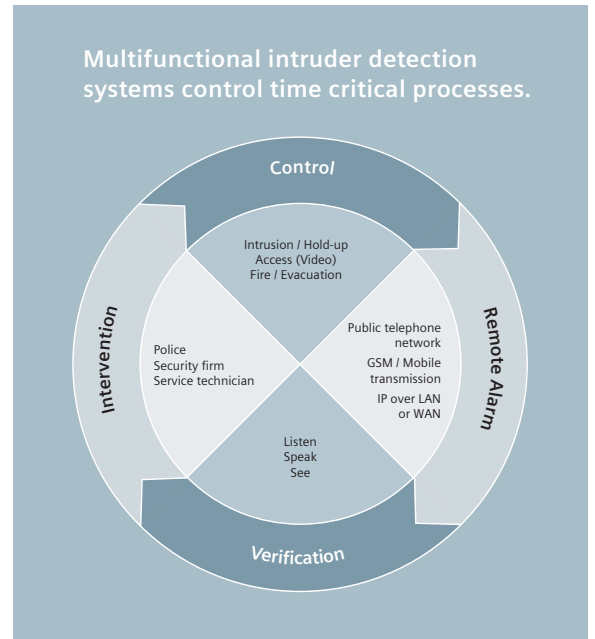 Multifunctional intruder detection
systems control time critical processes.
Control
Intrusion / Hold-up
Access (Video)
Fire / Evacuation
Remote Alarm
Public telephone
network
GSM / Mobile
transmission
IP over LAN
or WAN
Verification
Listen
Speak
See
Intervention
Police
Security firm
Service technician